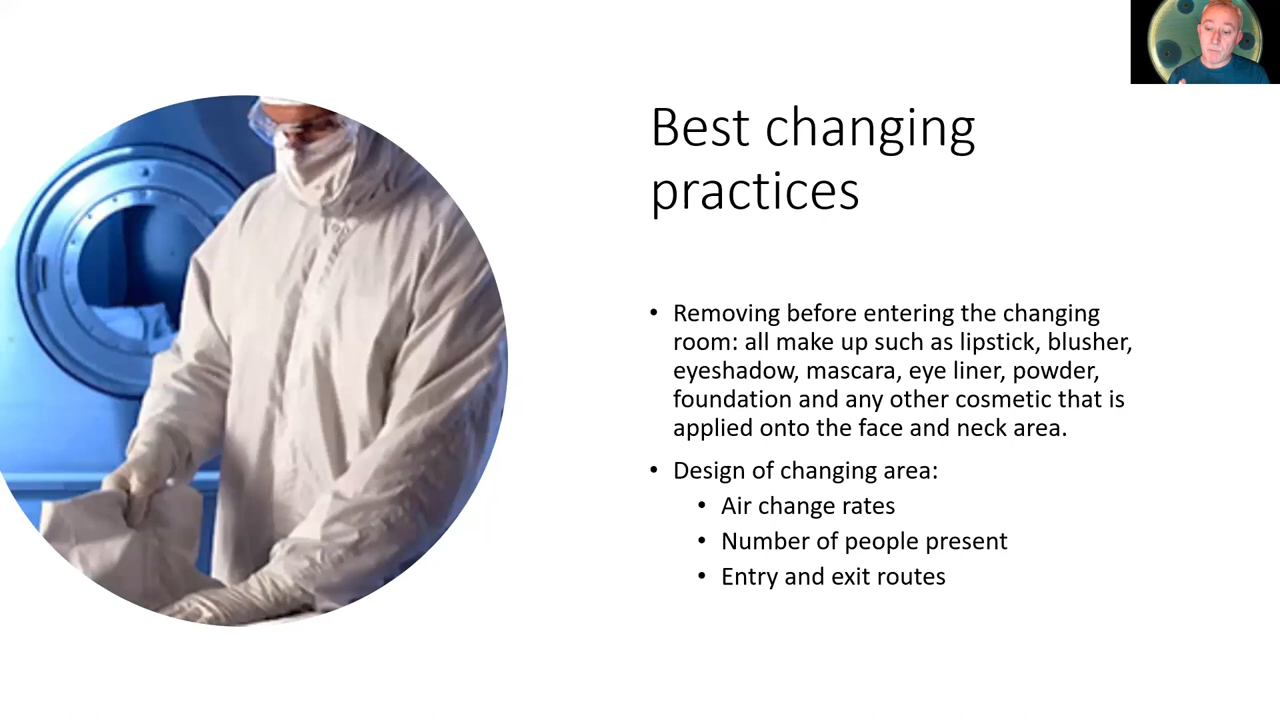 Best changing
practices
• Removing before entering the changing
room: all make up such as lipstick, blusher,
eyeshadow, mascara, eye liner, powder,
foundation and any other cosmetic that is
applied onto the face and neck area.
• Design of changing area:
• Air change rates
• Number of people present
• Entry and exit routes